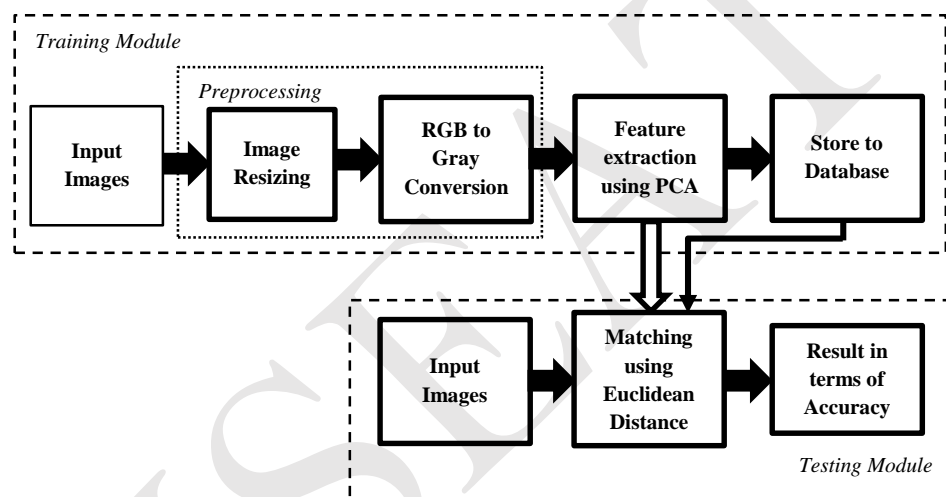 Training Module
Preprocessing
Input
Images
Image
Resizing
RGB to
Gray
Conversion
Feature
extraction
using PCA
Store to
Database
Input
Images
Matching
using
Euclidean
Distance
Result in
terms of
Accuracy
Testing Module